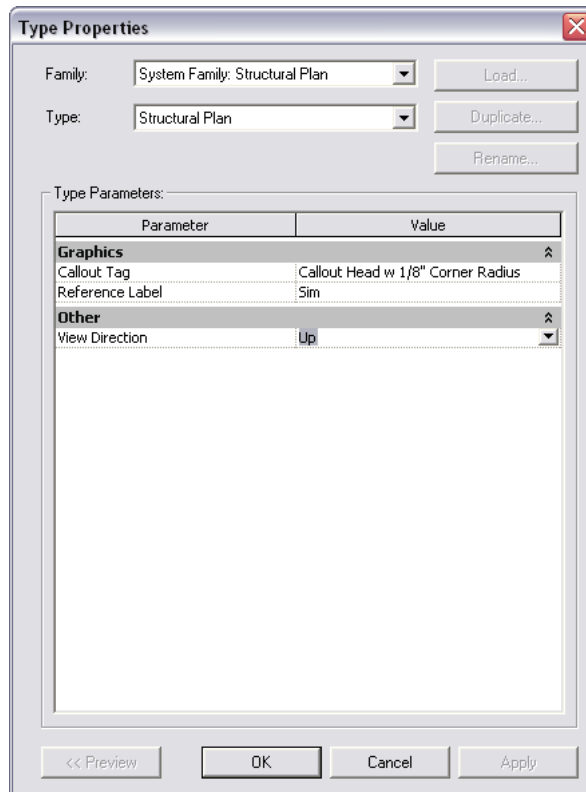 Type Properties
Family: System Family: Structural Plan Load...
Type: Structural Plan Duplicate...
Rename...
Type Parameters:
Parameter Value
Graphics
Callout Tag Callout Head w 1/8" Corner Radius
Reference Label Sim
Other
View Direction Up
<< Preview OK Cancel Apply